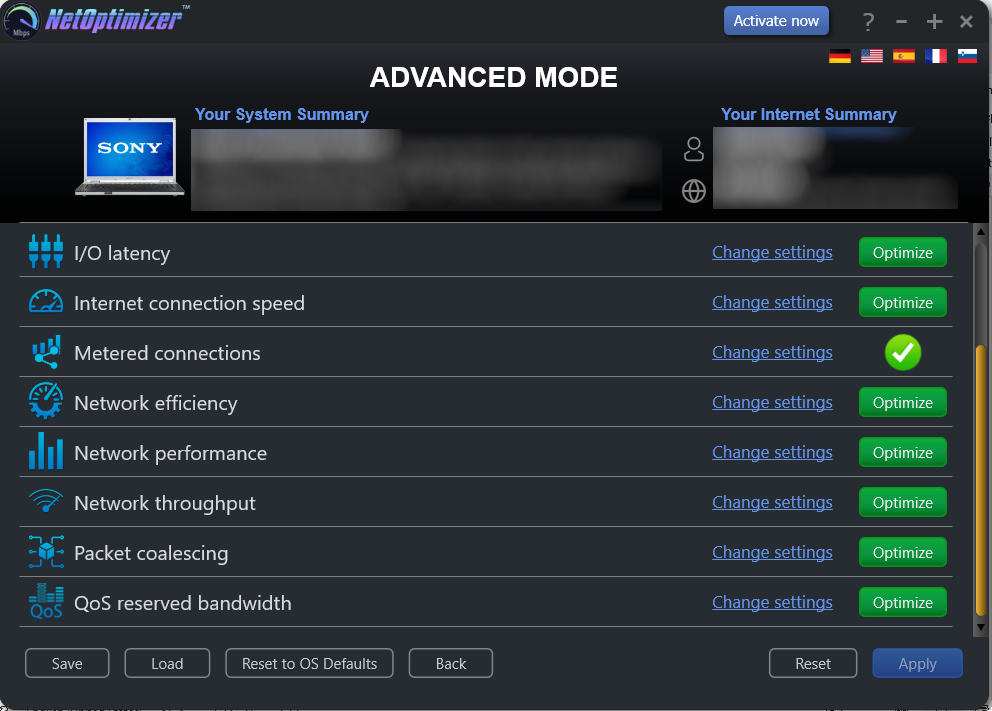 NetOptimizer™
Mbps
Activate now
ADVANCED MODE
Your System Summary
Your Internet Summary
SONY
I/O latency Change settings Optimize
Internet connection speed Change settings Optimize
Metered connections Change settings
Network efficiency Change settings Optimize
Network performance Change settings Optimize
Network throughput Change settings Optimize
Packet coalescing Change settings Optimize
QoS QoS reserved bandwidth Change settings Optimize
Save Load Reset to OS Defaults Back Reset Apply